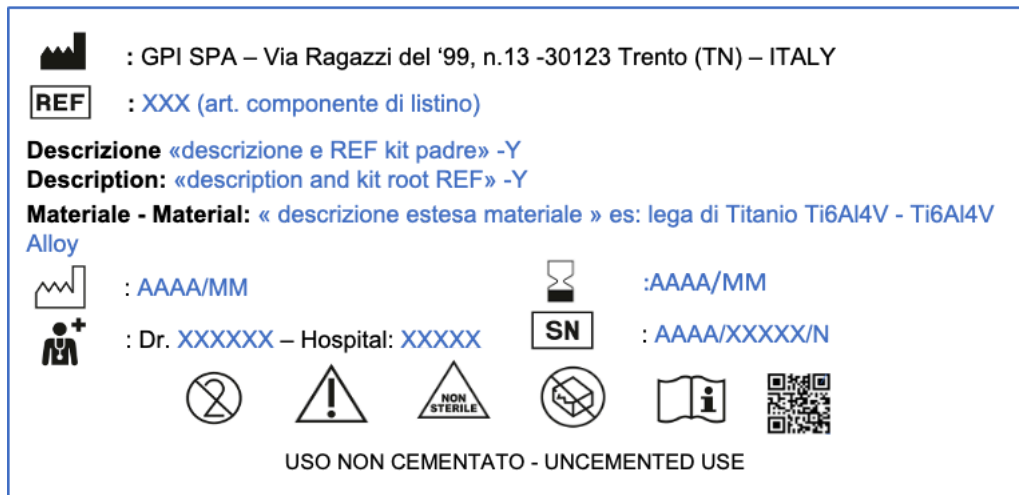 : GPI SPA – Via Ragazzi del ‘99, n.13 -30123 Trento (TN) – ITALY
REF : XXX (art. componente di listino)
Descrizione «descrizione e REF kit padre» -Y
Description: «description and kit root REF» -Y
Materiale - Material: « descrizione estesa materiale » es: lega di Titanio Ti6Al4V - Ti6Al4V
Alloy
: AAAA/MM :AAAA/MM
: Dr. XXXXXX – Hospital: XXXXX SN : AAAA/XXXXX/N
2 ! NON STERILE i
USO NON CEMENTATO - UNCEMENTED USE